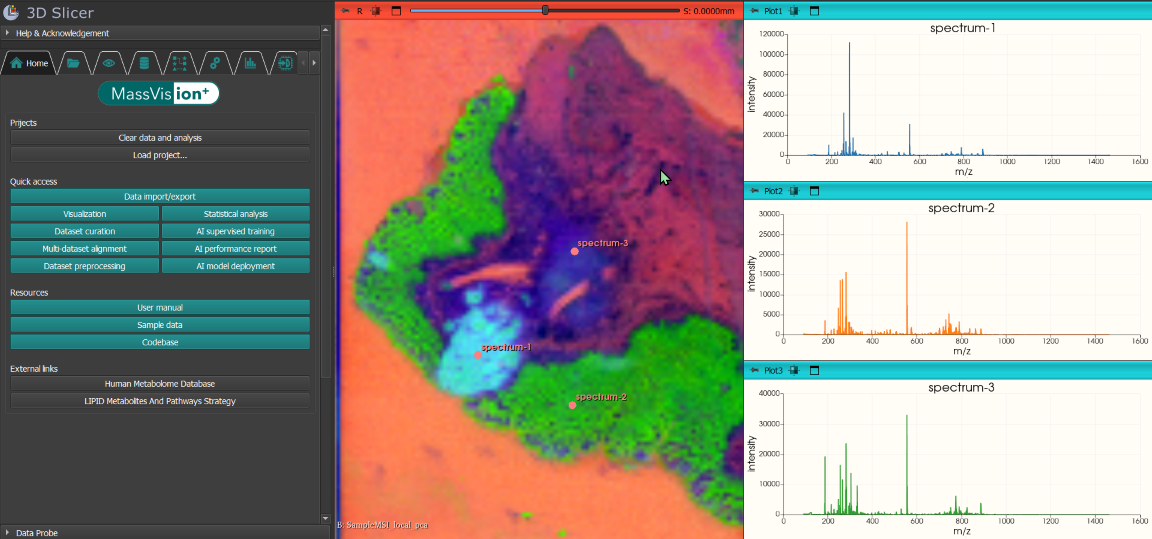 3D Slicer
Help & Acknowledgement
Home
MassVision+
Prijects
Clear data and analysis
Load project...
Quick access
Data import/export
Visualization
Statistical analysis
Dataset curation
AI supervised training
Multi-dataset alignment
AI performance report
Dataset preprocessing
AI model deployment
Resources
User manual
Sample data
Codebase
External links
Human Metabolome Database
LIPID Metabolites And Pathways Strategy
Data Probe
R
S: 0.0000mm
spectrum-3
spectrum-1
spectrum-2
B: SampleMSI_local_pca
Plot1
spectrum-1
intensity
120000
100000
80000
60000
40000
20000
0
0 200 400 600 800 1000 1200 1400 1600
m/z
Plot2
spectrum-2
intensity
30000
25000
20000
15000
10000
5000
0
0 200 400 600 800 1000 1200 1400 1600
m/z
Plot3
spectrum-3
intensity
40000
30000
20000
10000
0
0 200 400 600 800 1000 1200 1400 1600
m/z